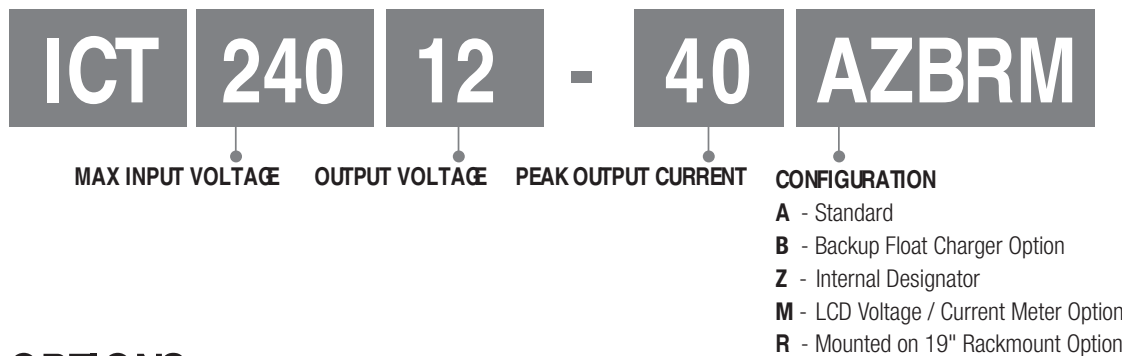 ICT 240 12 - 40 AZBRM
MAX INPUT VOLTAGE OUTPUT VOLTAGE PEAK OUTPUT CURRENT CONFIGURATION
A - Standard
B - Backup Float Charger Option
Z - Internal Designator
M - LCD Voltage / Current Meter Option
R - Mounted on 19" Rackmount Option